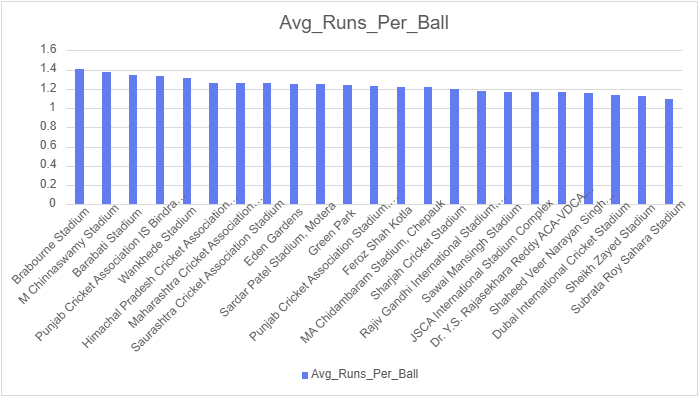 Avg_Runs_Per_Ball
1.6
1.4
1.2
1
0.8
0.6
0.4
0.2
0
Brabourne Stadium
M Chinnaswamy Stadium
Barabati Stadium
Punjab Cricket Association IS Bindra…
Wankhede Stadium
Himachal Pradesh Cricket Association…
Maharashtra Cricket Association…
Saurashtra Cricket Association Stadium
Eden Gardens
Sardar Patel Stadium, Motera
Green Park
Punjab Cricket Association Stadium,…
Feroz Shah Kotla
MA Chidambaram Stadium, Chepauk
Sharjah Cricket Stadium
Rajiv Gandhi International Stadium,…
Sawai Mansingh Stadium
JSCA International Stadium Complex
Dr. Y.S. Rajasekhara Reddy ACA-VDCA…
Shaheed Veer Narayan Singh…
Dubai International Cricket Stadium
Sheikh Zayed Stadium
Subrata Roy Sahara Stadium
Avg_Runs_Per_Ball